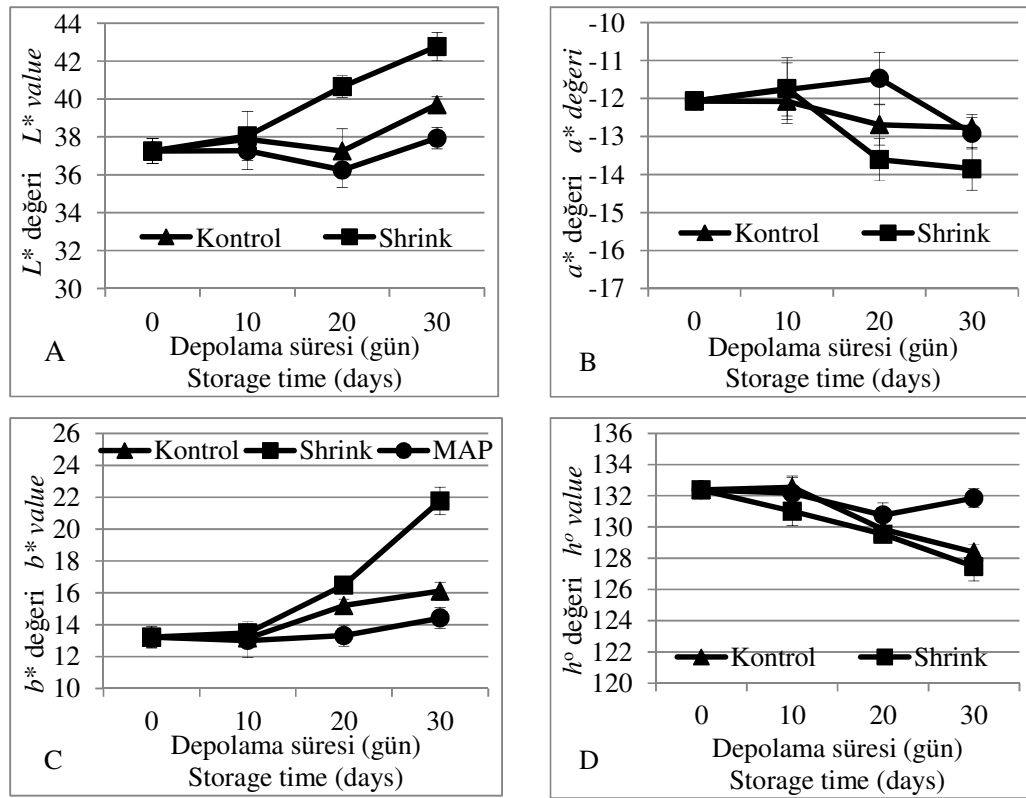 44
42
40
38
36
34
32
30
L* değeri L* value
Kontrol Shrink
0 10 20 30
Depolama süresi (gün)
Storage time (days)
A
-10
-11
-12
-13
-14
-15
-16
-17
a* değeri a* değeri
Kontrol Shrink
0 10 20 30
Depolama süresi (gün)
Storage time (days)
B
26
24
22
20
18
16
14
12
10
b* değeri b* value
Kontrol Shrink MAP
0 10 20 30
Depolama süresi (gün)
Storage time (days)
C
136
134
132
130
128
126
124
122
120
hº değeri hº value
Kontrol Shrink
0 10 20 30
Depolama süresi (gün)
Storage time (days)
D